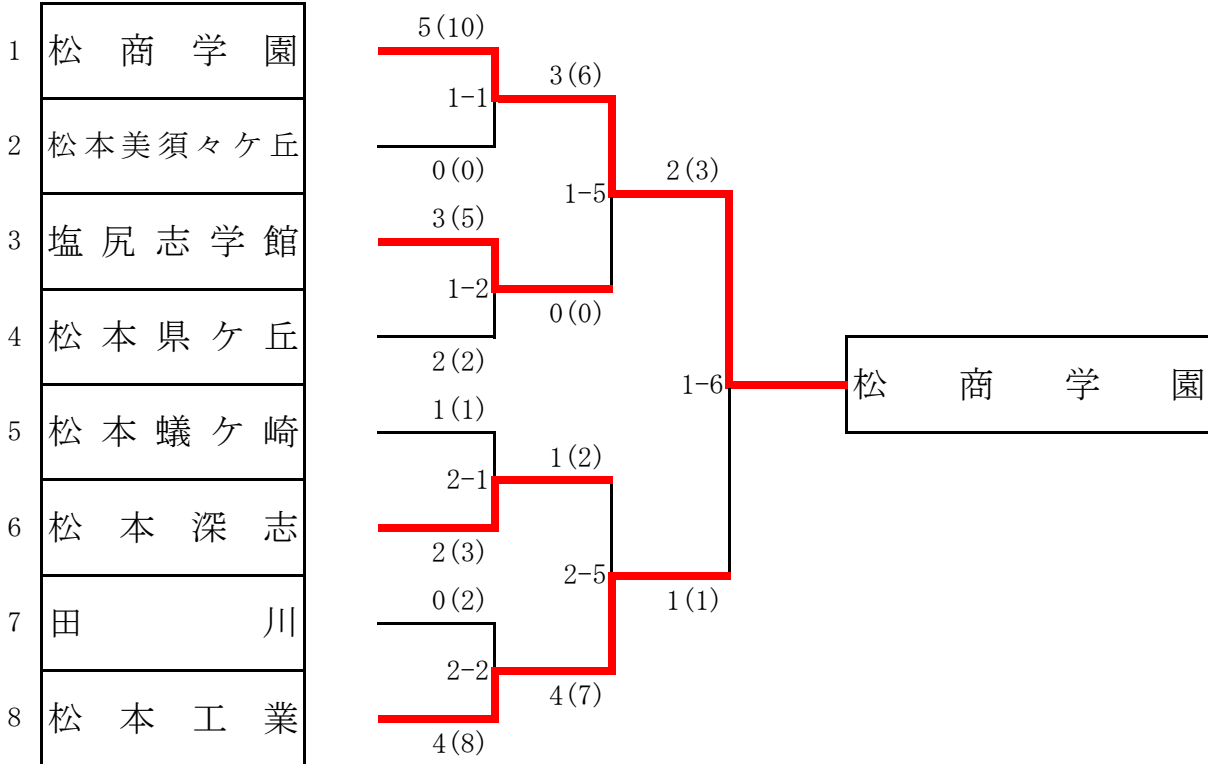 5(10)
1 松商学園
3(6)
1-1
2 松本美須々ケ丘
0(0)
2(3)
1-5
3 塩尻志学館
3(5)
1-2
0(0)
4 松本県ケ丘
2(2)
1-6
松商学園
5 松本蟻ケ崎
1(1)
1(2)
2-1
6 松本深志
2(3)
2-5
0(2)
1(1)
7 田川
2-2
4(7)
8 松本工業
4(8)